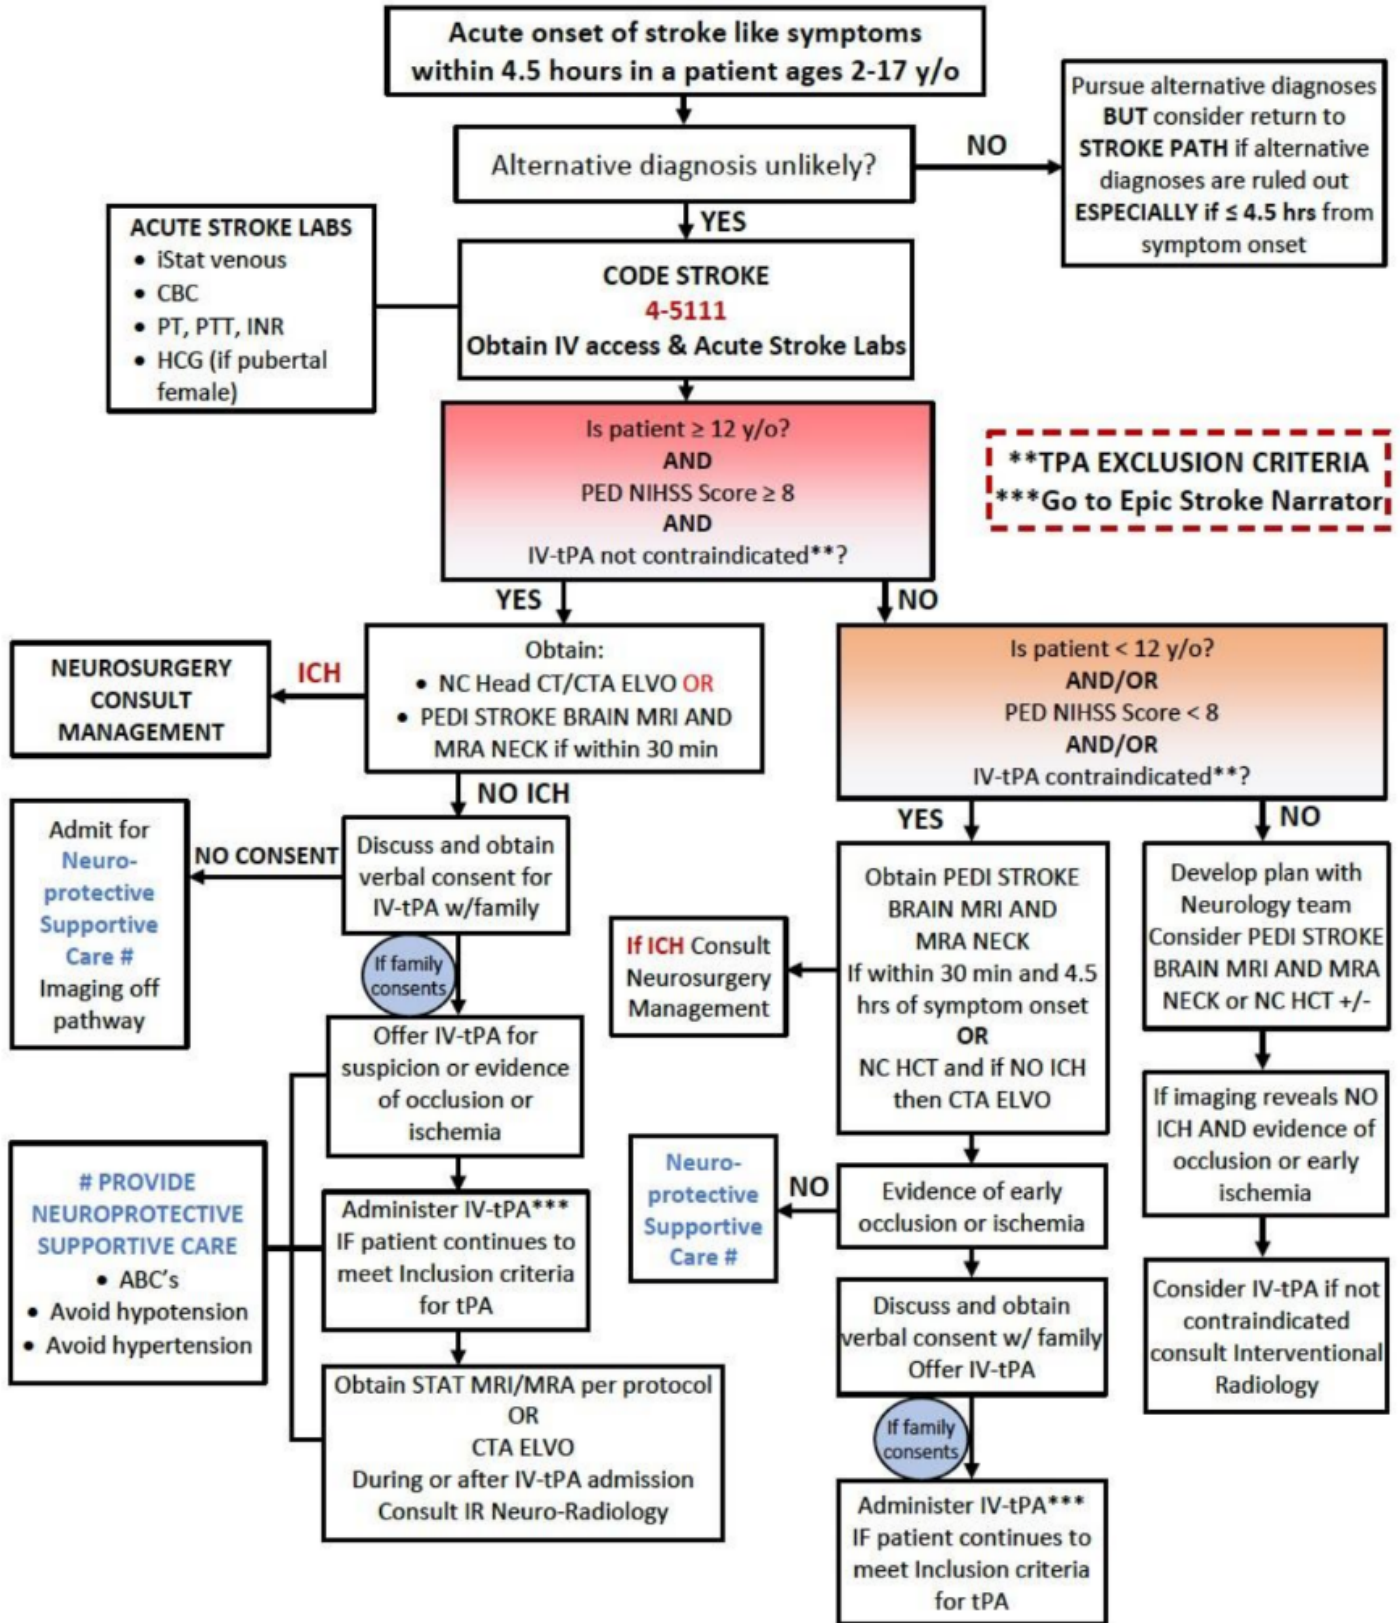 Acute onset of stroke like symptoms
within 4.5 hours in a patient ages 2-17 y/o
Alternative diagnosis unlikely?
NO
Pursue alternative diagnoses
BUT consider return to
STROKE PATH if alternative
diagnoses are ruled out
ESPECIALLY if ≤ 4.5 hrs from
symptom onset
YES
ACUTE STROKE LABS
• iStat venous
• CBC
• PT, PTT, INR
• HCG (if pubertal
female)
CODE STROKE
4-5111
Obtain IV access & Acute Stroke Labs
Is patient ≥ 12 y/o?
AND
PED NIHSS Score ≥ 8
AND
IV-tPA not contraindicated**?
**TPA EXCLUSION CRITERIA
***Go to Epic Stroke Narrator
YES
NO
NEUROSURGERY
CONSULT
MANAGEMENT
ICH
Obtain:
• NC Head CT/CTA ELVO OR
• PEDI STROKE BRAIN MRI AND
MRA NECK if within 30 min
Is patient < 12 y/o?
AND/OR
PED NIHSS Score < 8
AND/OR
IV-tPA contraindicated**?
NO ICH
YES
NO
Admit for
Neuro-
protective
Supportive
Care #
Imaging off
pathway
NO CONSENT
Discuss and obtain
verbal consent for
IV-tPA w/family
If family
consents
Offer IV-tPA for
suspicion or evidence
of occlusion or
ischemia
# PROVIDE
NEUROPROTECTIVE
SUPPORTIVE CARE
• ABC's
• Avoid hypotension
• Avoid hypertension
Administer IV-tPA***
IF patient continues to
meet Inclusion criteria
for tPA
Obtain STAT MRI/MRA per protocol
OR
CTA ELVO
During or after IV-tPA admission
Consult IR Neuro-Radiology
If ICH Consult
Neurosurgery
Management
Obtain PEDI STROKE
BRAIN MRI AND
MRA NECK
If within 30 min and 4.5
hrs of symptom onset
OR
NC HCT and if NO ICH
then CTA ELVO
Neuro-
protective
Supportive
Care #
NO
Evidence of early
occlusion or ischemia
Discuss and obtain
verbal consent w/ family
Offer IV-tPA
If family
consents
Administer IV-tPA***
IF patient continues to
meet Inclusion criteria
for tPA
Develop plan with
Neurology team
Consider PEDI STROKE
BRAIN MRI AND MRA
NECK or NC HCT +/-
If imaging reveals NO
ICH AND evidence of
occlusion or early
ischemia
Consider IV-tPA if not
contraindicated
consult Interventional
Radiology